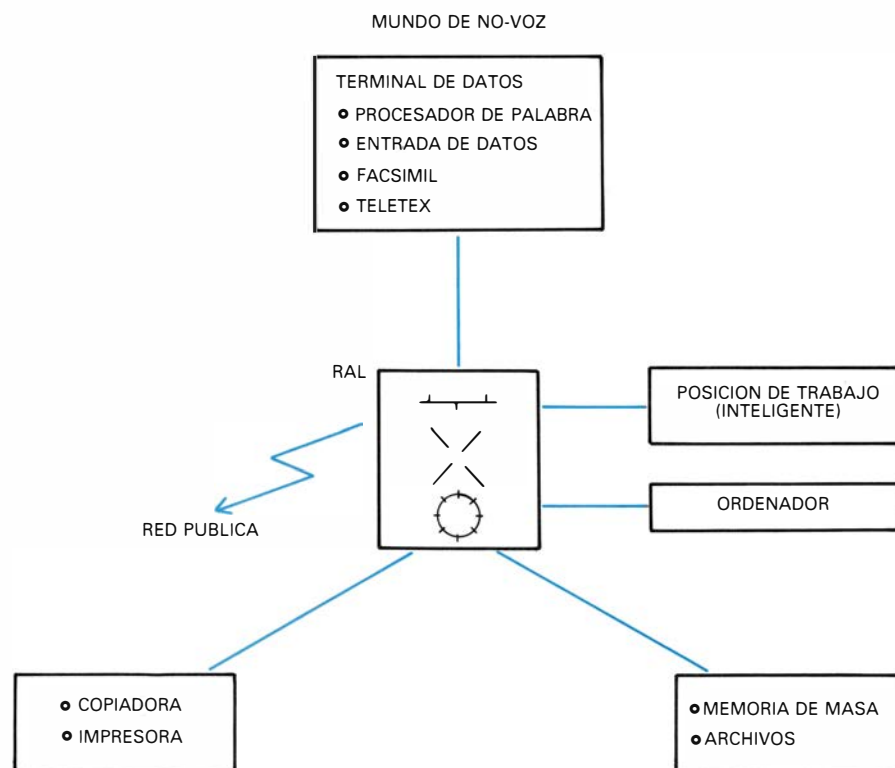 MUNDO DE NO-VOZ
TERMINAL DE DATOS
PROCESADOR DE PALABRA
ENTRADA DE DATOS
FACSIMIL
TELETEX
RAL
POSICION DE TRABAJO
(INTELIGENTE)
ORDENADOR
RED PUBLICA
COPIADORA
IMPRESORA
MEMORIA DE MASA
ARCHIVOS